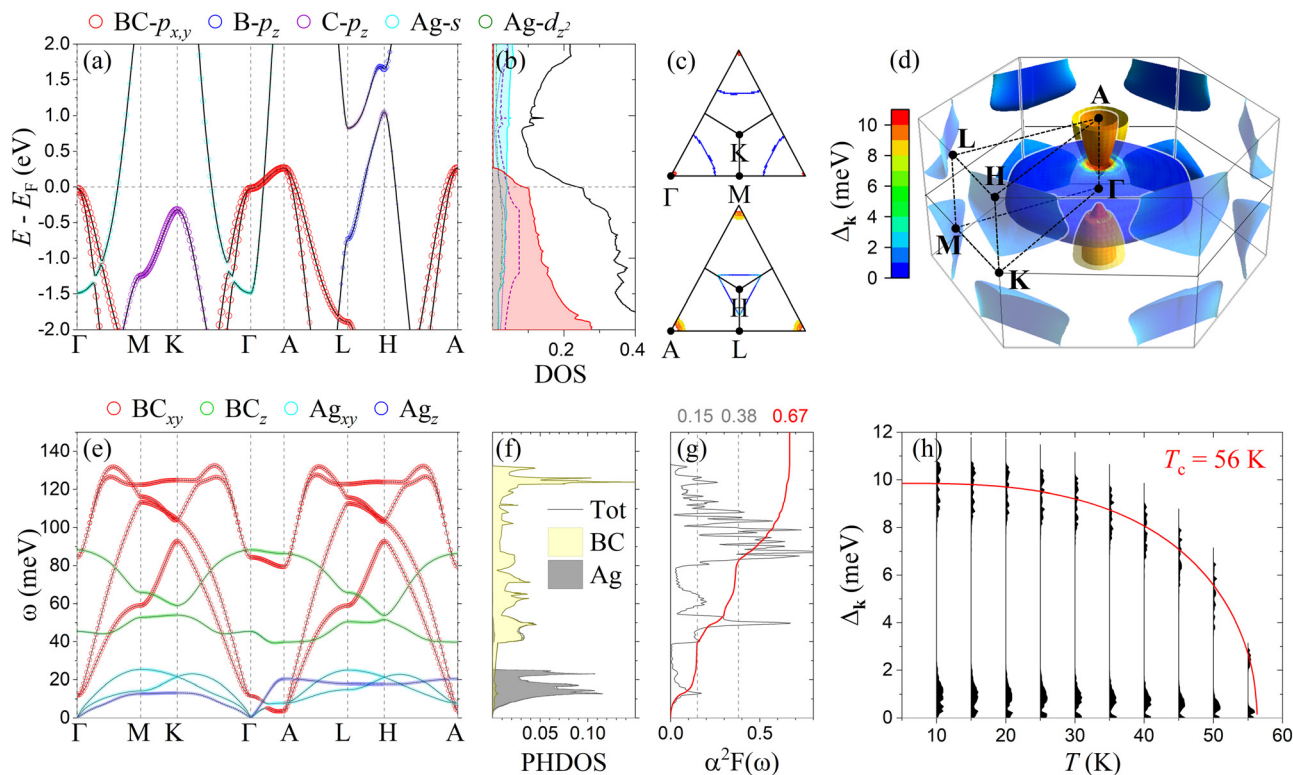 BC-px,y B-pz C-pz Ag-s Ag-dz²
(a) (b) (c) (d)
E - EF (eV)
2.0
1.5
1.0
0.5
0.0
-0.5
-1.0
-1.5
-2.0
Γ M K Γ A L H A
0.2 0.4
DOS
K
Γ M
H
A L
Δk (meV)
10
8
6
4
2
0
A
L
H
Γ
M
K
BCxy BCz Agxy Agz
(e) (f) (g) (h)
ω (meV)
140
120
100
80
60
40
20
0
Γ M K Γ A L H A
Tot
BC
Ag
0.05 0.10
PHDOS
0.15 0.38 0.67
0.0 0.5
α²F(ω)
Tc = 56 K
Δk (meV)
12
10
8
6
4
2
0
10 20 30 40 50 60
T (K)